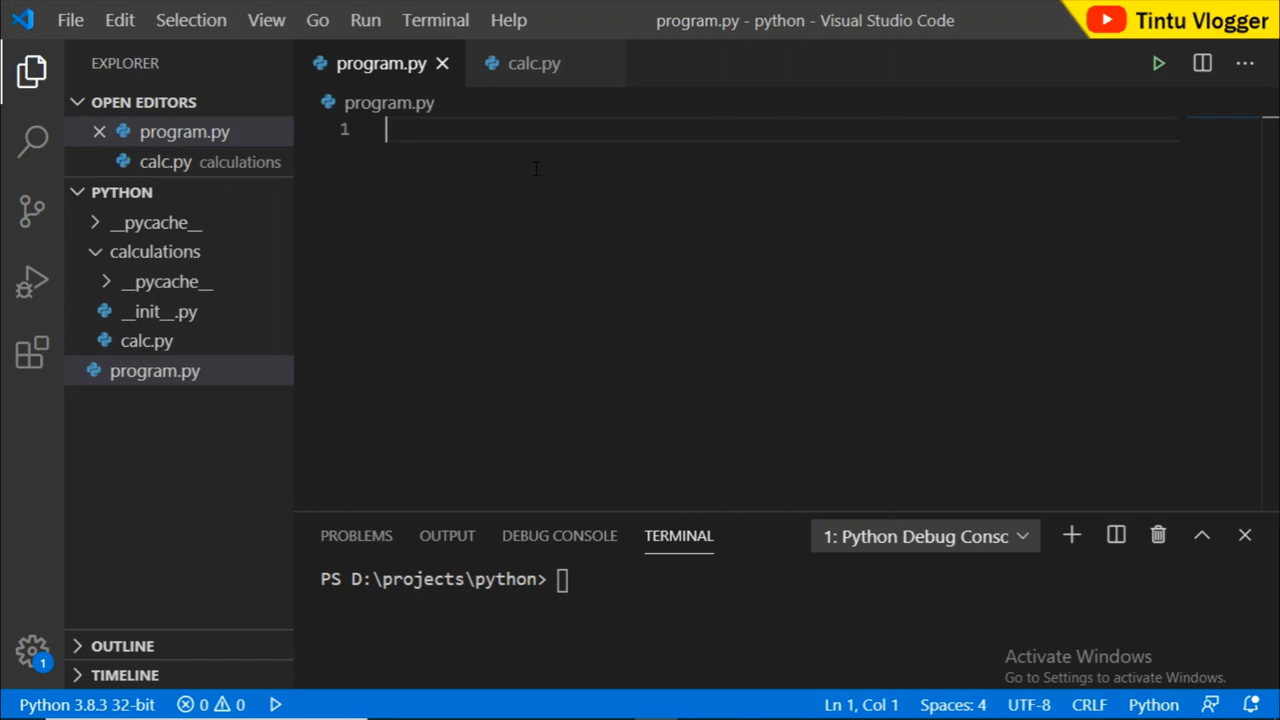 File Edit Selection View Go Run Terminal Help program.py - python - Visual Studio Code Tintu Vlogger
EXPLORER
OPEN EDITORS
program.py
calc.py calculations
PYTHON
__pycache__
calculations
__pycache__
__init__.py
calc.py
program.py
OUTLINE
TIMELINE
program.py calc.py
program.py
1
PROBLEMS OUTPUT DEBUG CONSOLE TERMINAL 1: Python Debug Consc
PS D:\projects\python>
Activate Windows
Go to Settings to activate Windows.
1
Python 3.8.3 32-bit 0 0 Ln 1, Col 1 Spaces: 4 UTF-8 CRLF Python